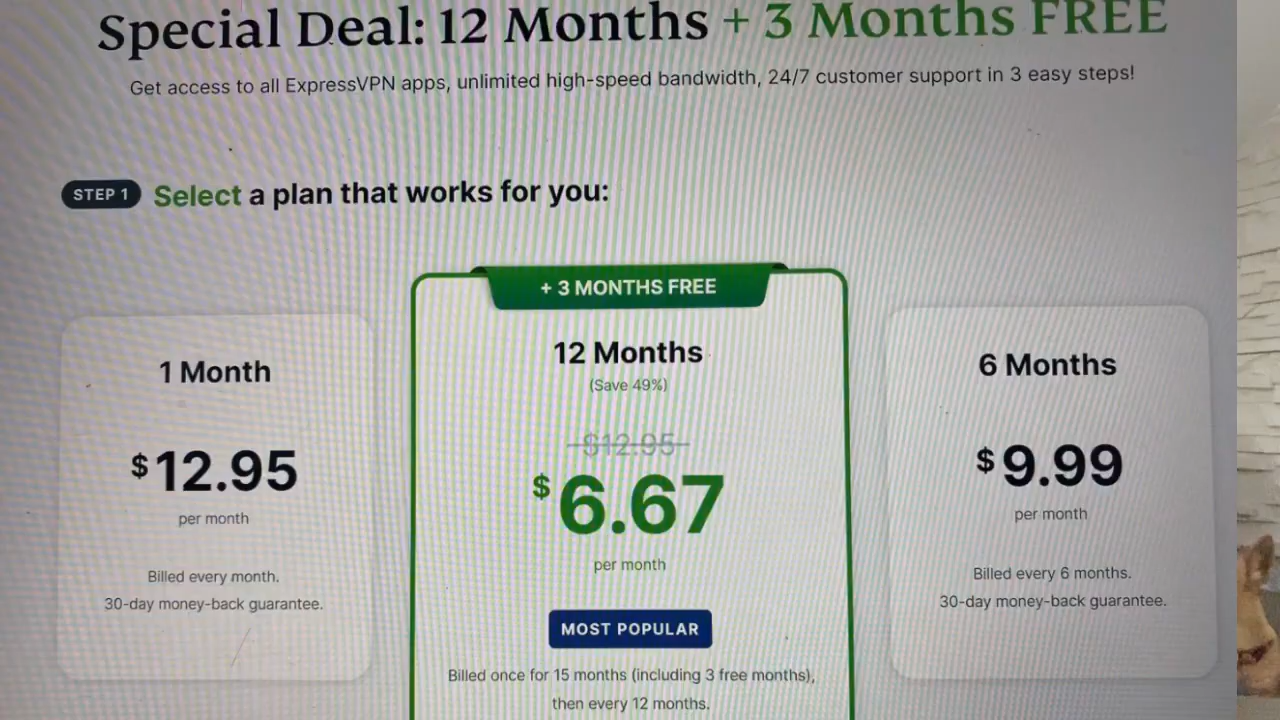 Special Deal: 12 Months + 3 Months FREE
Get access to all ExpressVPN apps, unlimited high-speed bandwidth, 24/7 customer support in 3 easy steps!
STEP 1 Select a plan that works for you:
1 Month
$12.95
per month
Billed every month.
30-day money-back guarantee.
+ 3 MONTHS FREE
12 Months
(Save 49%)
$12.95
$6.67
per month
MOST POPULAR
Billed once for 15 months (including 3 free months),
then every 12 months.
6 Months
$9.99
per month
Billed every 6 months.
30-day money-back guarantee.